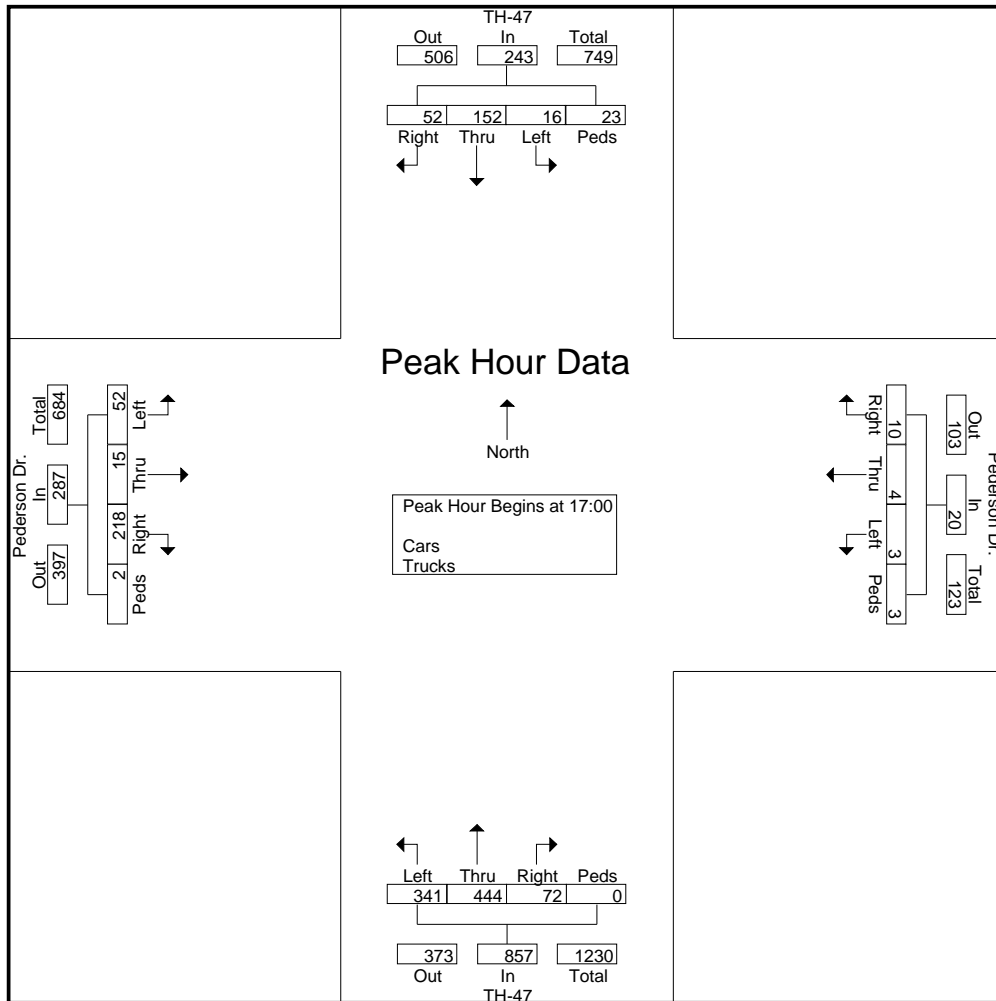 TH-47
Out In Total
506 243 749
52 152 16 23
Right Thru Left Peds
Peak Hour Data
North
Peak Hour Begins at 17:00
Cars
Trucks
Pederson Dr.
Total In Out
684 287 397
52 15 218 2
Left Thru Right Peds
Pederson Dr.
Out In Total
103 20 123
10 4 3 3
Right Thru Left Peds
Left Thru Right Peds
341 444 72 0
373 857 1230
Out In Total
TH-47